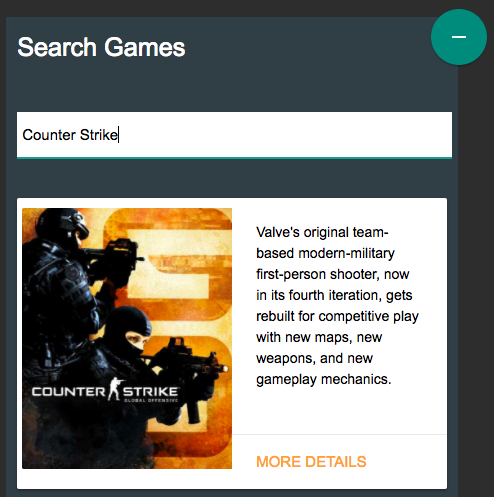 Search Games
Counter Strike
Valve's original team-
based modern-military
first-person shooter, now
in its fourth iteration, gets
rebuilt for competitive play
with new maps, new
weapons, and new
gameplay mechanics.
COUNTER STRIKE
GLOBAL OFFENSIVE
MORE DETAILS